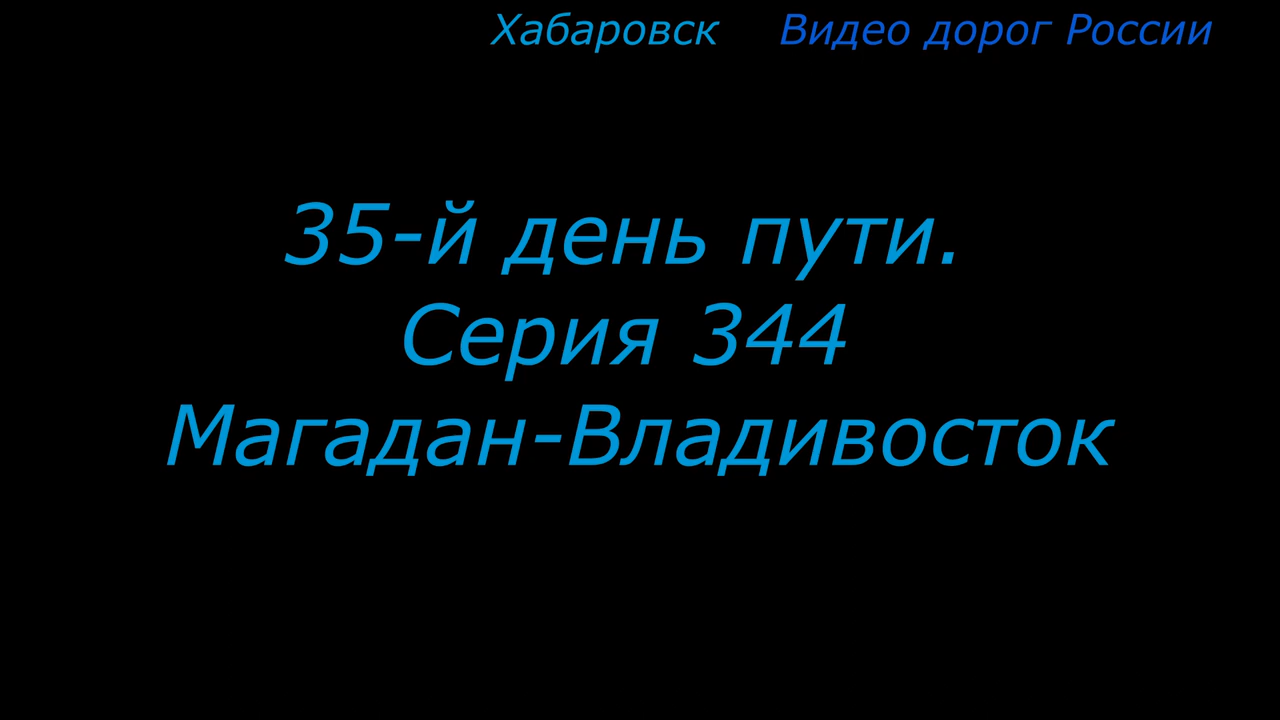 Хабаровск Видео дорог России
35-й день пути.
Серия 344
Магадан-Владивосток